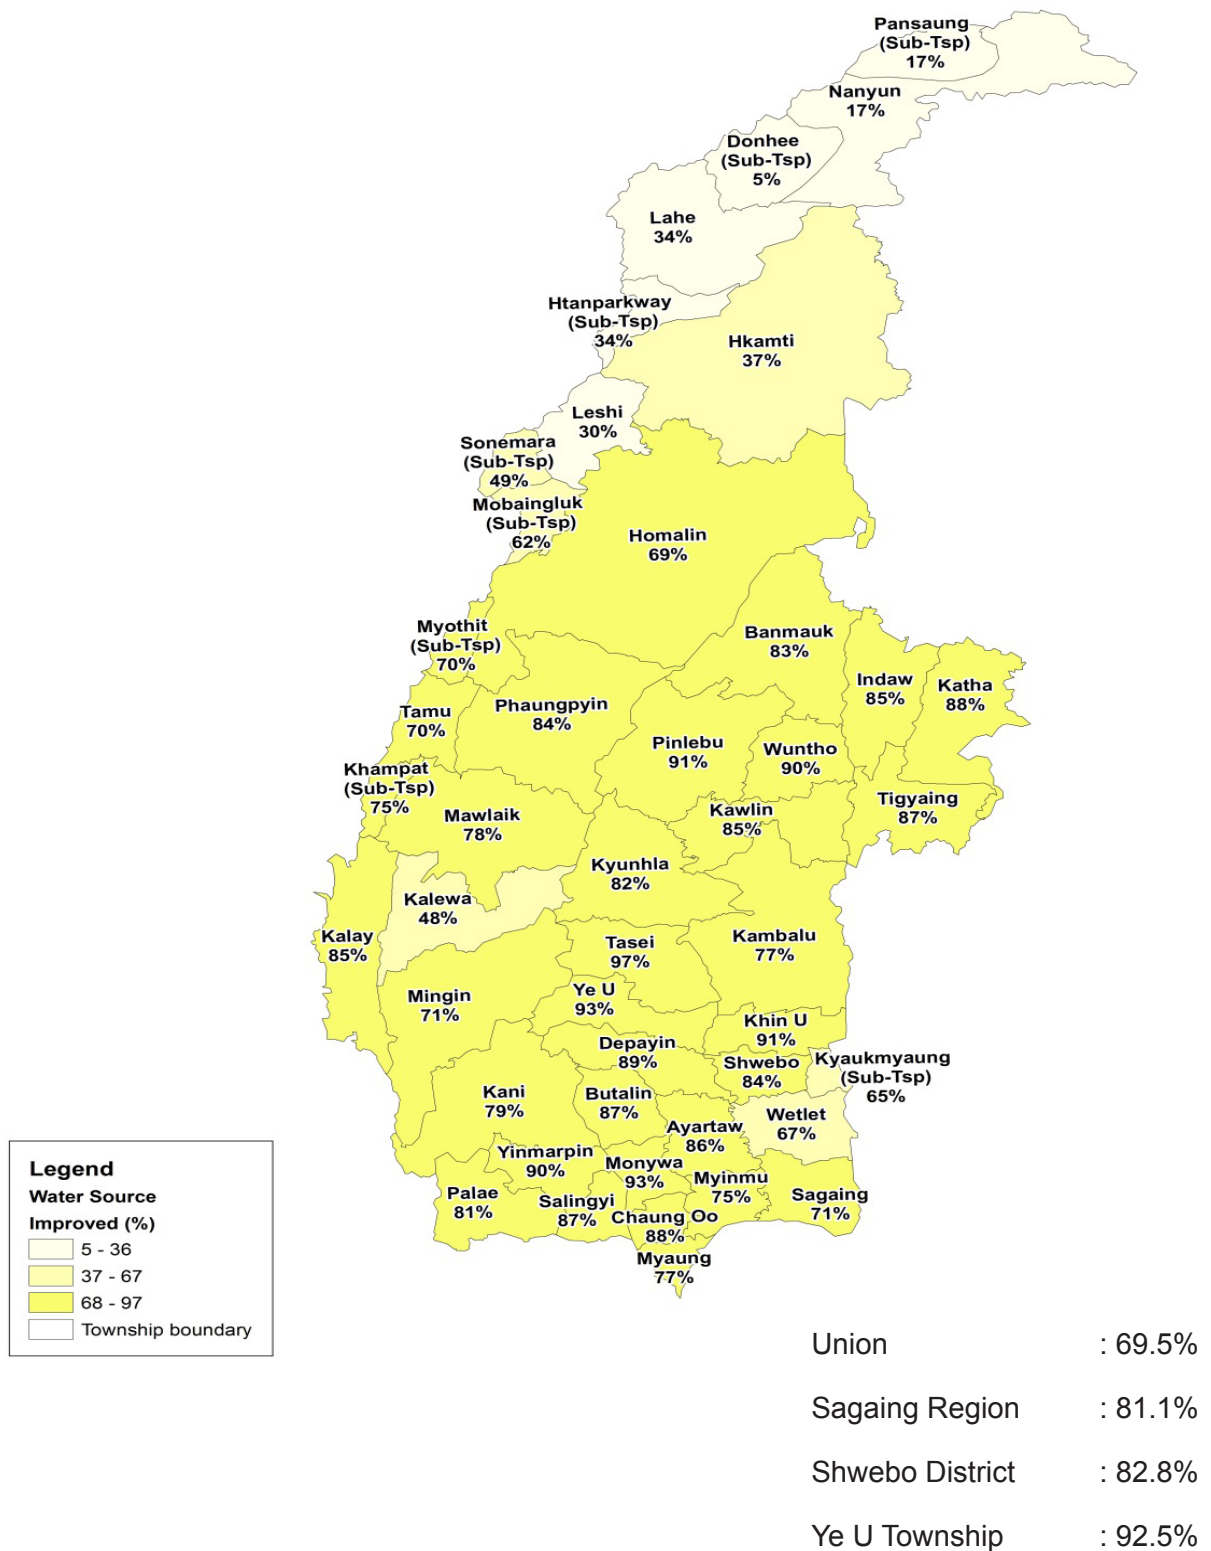 Pansaung
(Sub-Tsp)
17%
Nanyun
17%
Donhee
(Sub-Tsp)
5%
Lahe
34%
Htanparkway
(Sub-Tsp)
34%
Hkamti
37%
Leshi
30%
Sonemara
(Sub-Tsp)
49%
Mobaingluk
(Sub-Tsp)
62%
Homalin
69%
Myothit
(Sub-Tsp)
70%
Banmauk
83%
Indaw
85%
Katha
88%
Tamu
70%
Phaungpyin
84%
Pinlebu
91%
Wuntho
90%
Khampat
(Sub-Tsp)
75%
Mawlaik
78%
Kawlin
85%
Tigyaing
87%
Kyunhla
82%
Kalewa
48%
Kalay
85%
Tasei
97%
Kambalu
77%
Mingin
71%
Ye U
93%
Khin U
91%
Depayin
89%
Shwebo
84%
Kyaukmyaung
(Sub-Tsp)
65%
Kani
79%
Butalin
87%
Wetlet
67%
Ayartaw
86%
Yinmarpin
90%
Monywa
93%
Myinmu
75%
Sagaing
71%
Palae
81%
Salingyi
87%
Chaung Oo
88%
Myaung
77%
Legend
Water Source
Improved (%)
5 - 36
37 - 67
68 - 97
Township boundary
Union : 69.5%
Sagaing Region : 81.1%
Shwebo District : 82.8%
Ye U Township : 92.5%